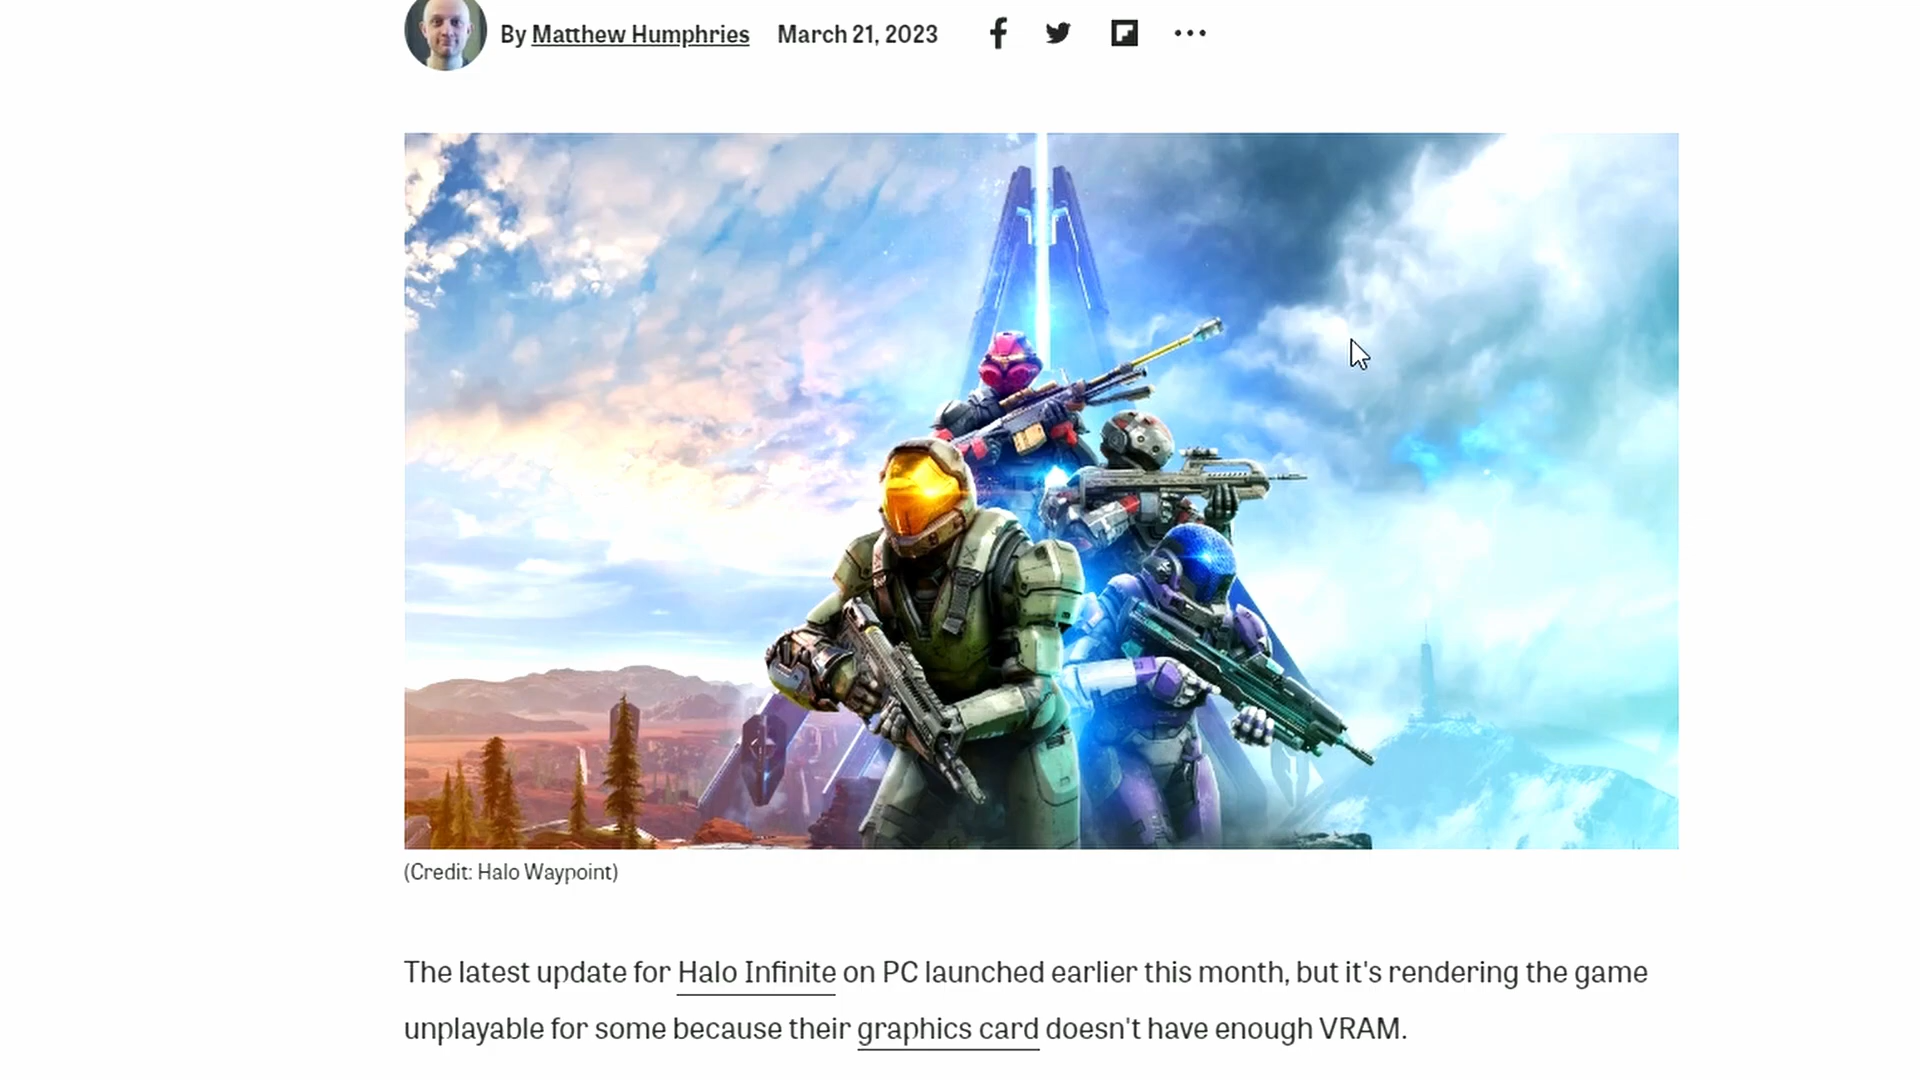 By Matthew Humphries March 21, 2023
(Credit: Halo Waypoint)
The latest update for Halo Infinite on PC launched earlier this month, but it's rendering the game
unplayable for some because their graphics card doesn't have enough VRAM.